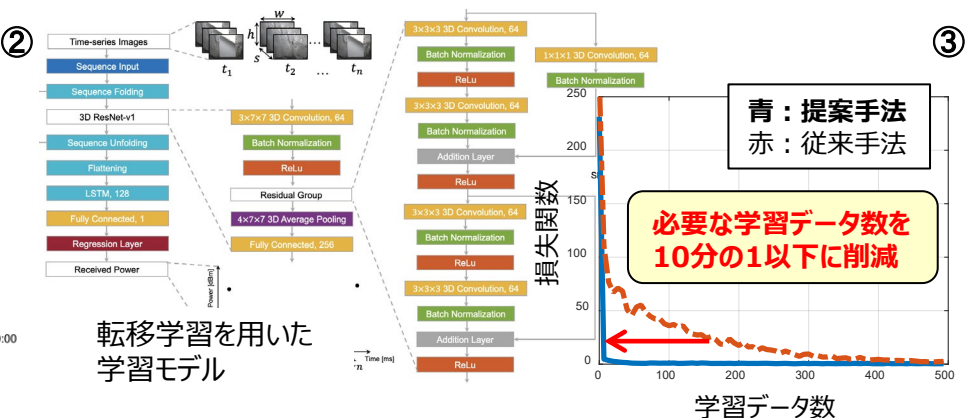 ②
Time-series Images
Sequence Input
Sequence Folding
3D ResNet-v1
Sequence Unfolding
Flattening
LSTM, 128
Fully Connected, 1
Regression Layer
Received Power
:00
w
h
s
t1
t2
tn
...
...
3×7×7 3D Convolution, 64
Batch Normalization
ReLu
Residual Group
4×7×7 3D Average Pooling
Fully Connected, 256
Power [dBm]
Time [ms]
転移学習を用いた
学習モデル
3×3×3 3D Convolution, 64
Batch Normalization
ReLu
3×3×3 3D Convolution, 64
Batch Normalization
Addition Layer
ReLu
3×3×3 3D Convolution, 64
Batch Normalization
ReLu
3×3×3 3D Convolution, 64
Batch Normalization
Addition Layer
ReLu
1×1×1 3D Convolution, 64
Batch Normalization
③
青：提案手法
赤：従来手法
必要な学習データ数を
10分の1以下に削減
損失関数
250
200
150
100
50
0
0
100
200
300
400
500
学習データ数